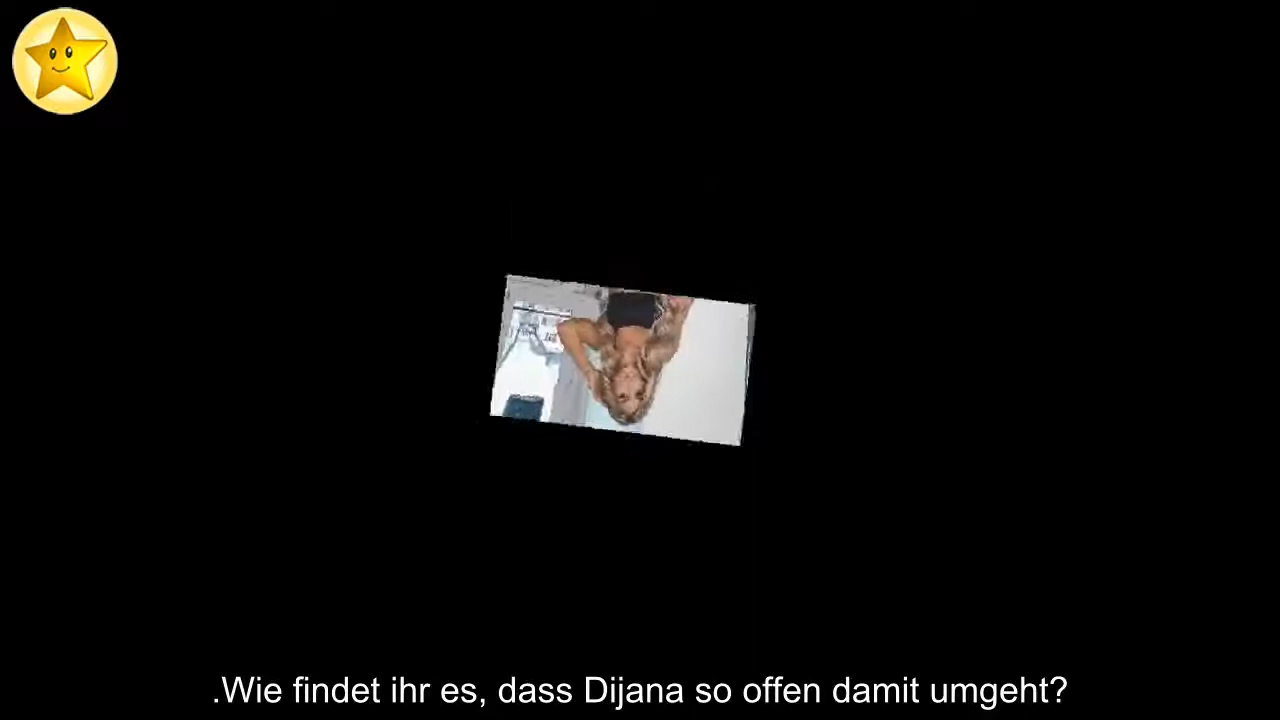 .Wie findet ihr es, dass Dijana so offen damit umgeht?